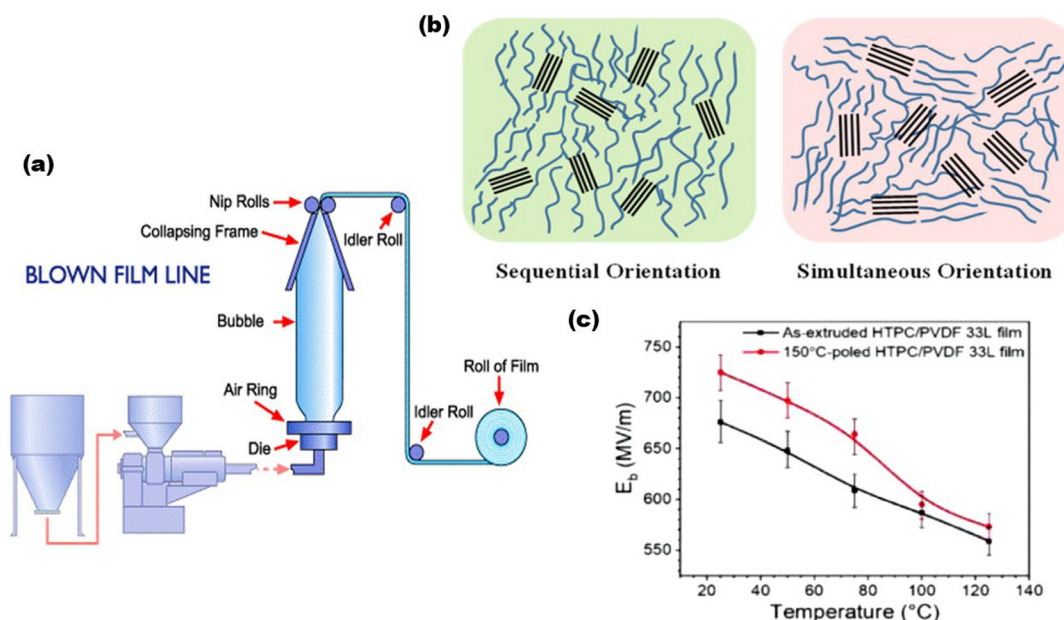 (a)
BLOWN FILM LINE
Nip Rolls
Collapsing Frame
Idler Roll
Bubble
Air Ring
Die
Idler Roll
Roll of Film
(b)
Sequential Orientation
Simultaneous Orientation
(c)
As-extruded HTPC/PVDF 33L film
150°C-poled HTPC/PVDF 33L film
750
700
650
600
550
E_b (MV/m)
20 40 60 80 100 120 140
Temperature (°C)